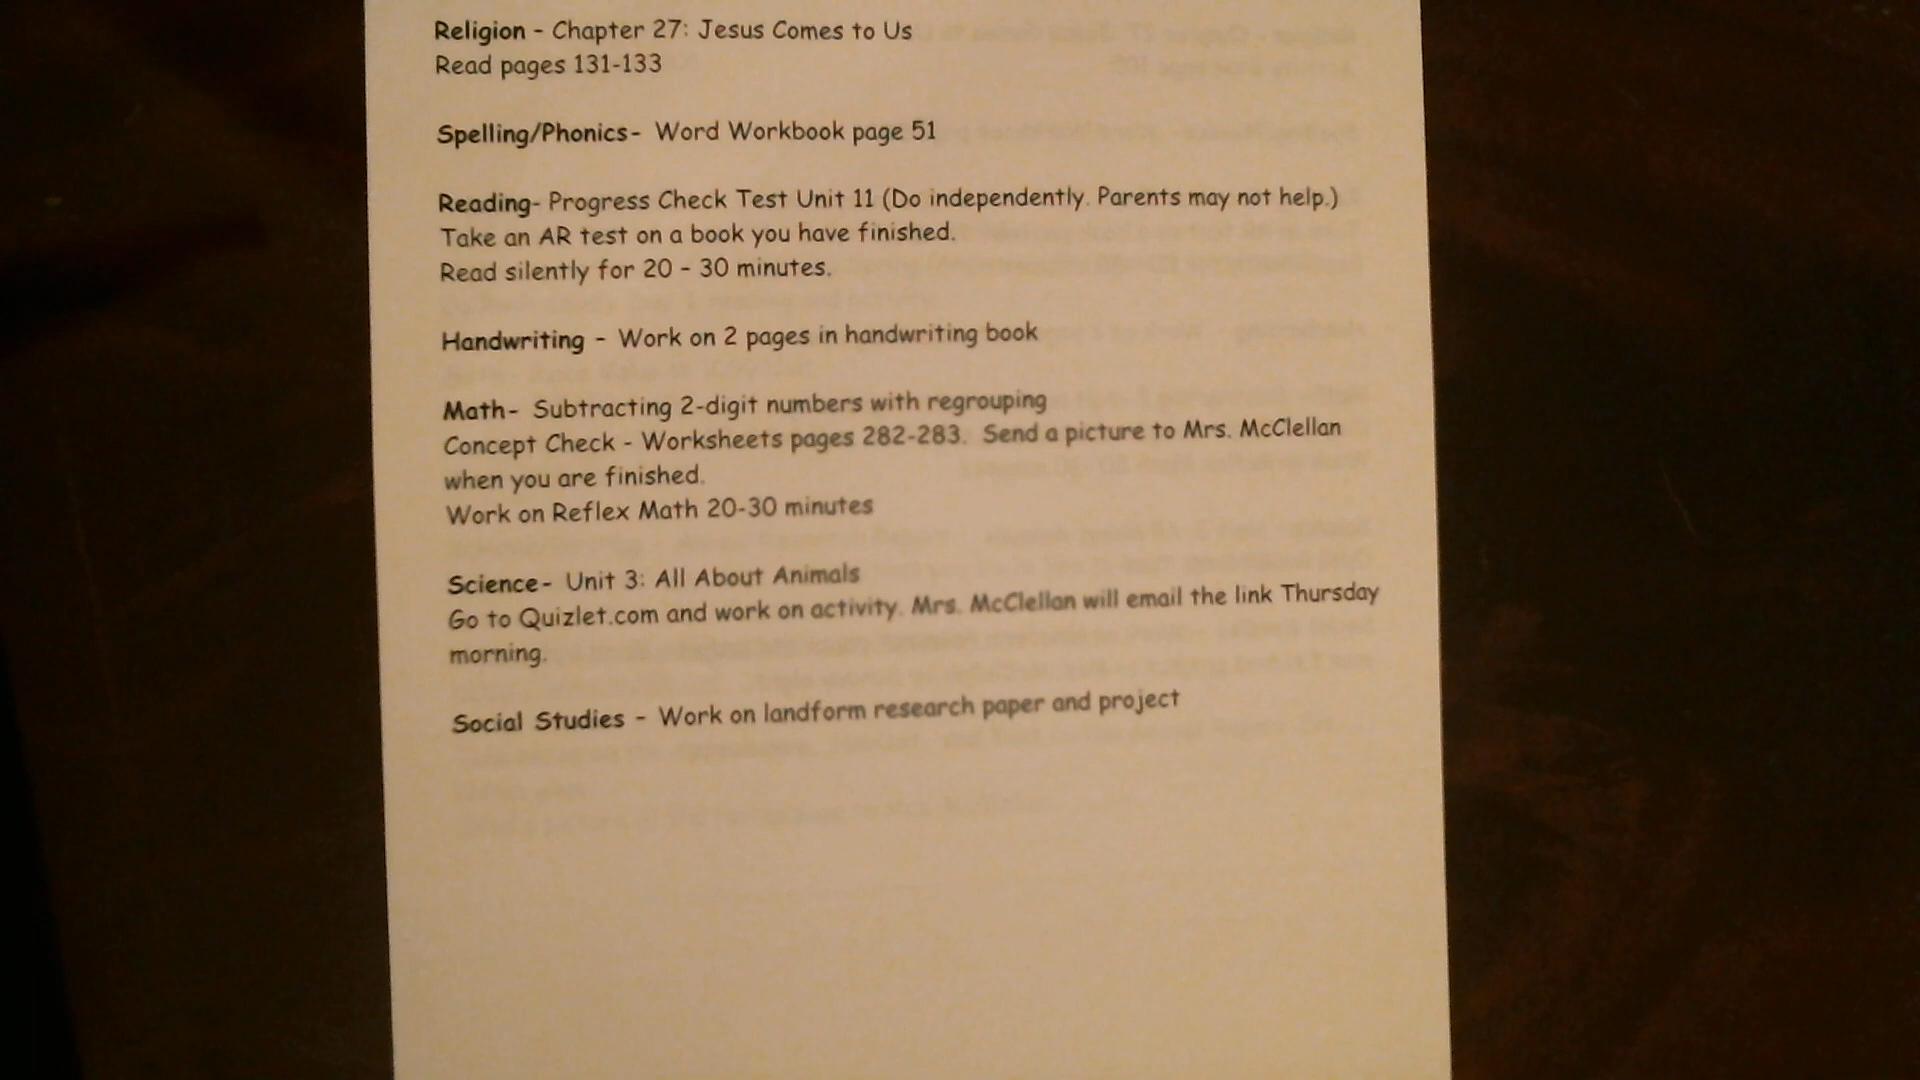 Religion - Chapter 27: Jesus Comes to Us
Read pages 131-133
Spelling/Phonics- Word Workbook page 51
Reading- Progress Check Test Unit 11 (Do independently. Parents may not help.)
Take an AR test on a book you have finished.
Read silently for 20 - 30 minutes.
Handwriting - Work on 2 pages in handwriting book
Math- Subtracting 2-digit numbers with regrouping
Concept Check - Worksheets pages 282-283. Send a picture to Mrs. McClellan
when you are finished.
Work on Reflex Math 20-30 minutes
Science- Unit 3: All About Animals
Go to Quizlet.com and work on activity. Mrs. McClellan will email the link Thursday
morning.
Social Studies - Work on landform research paper and project